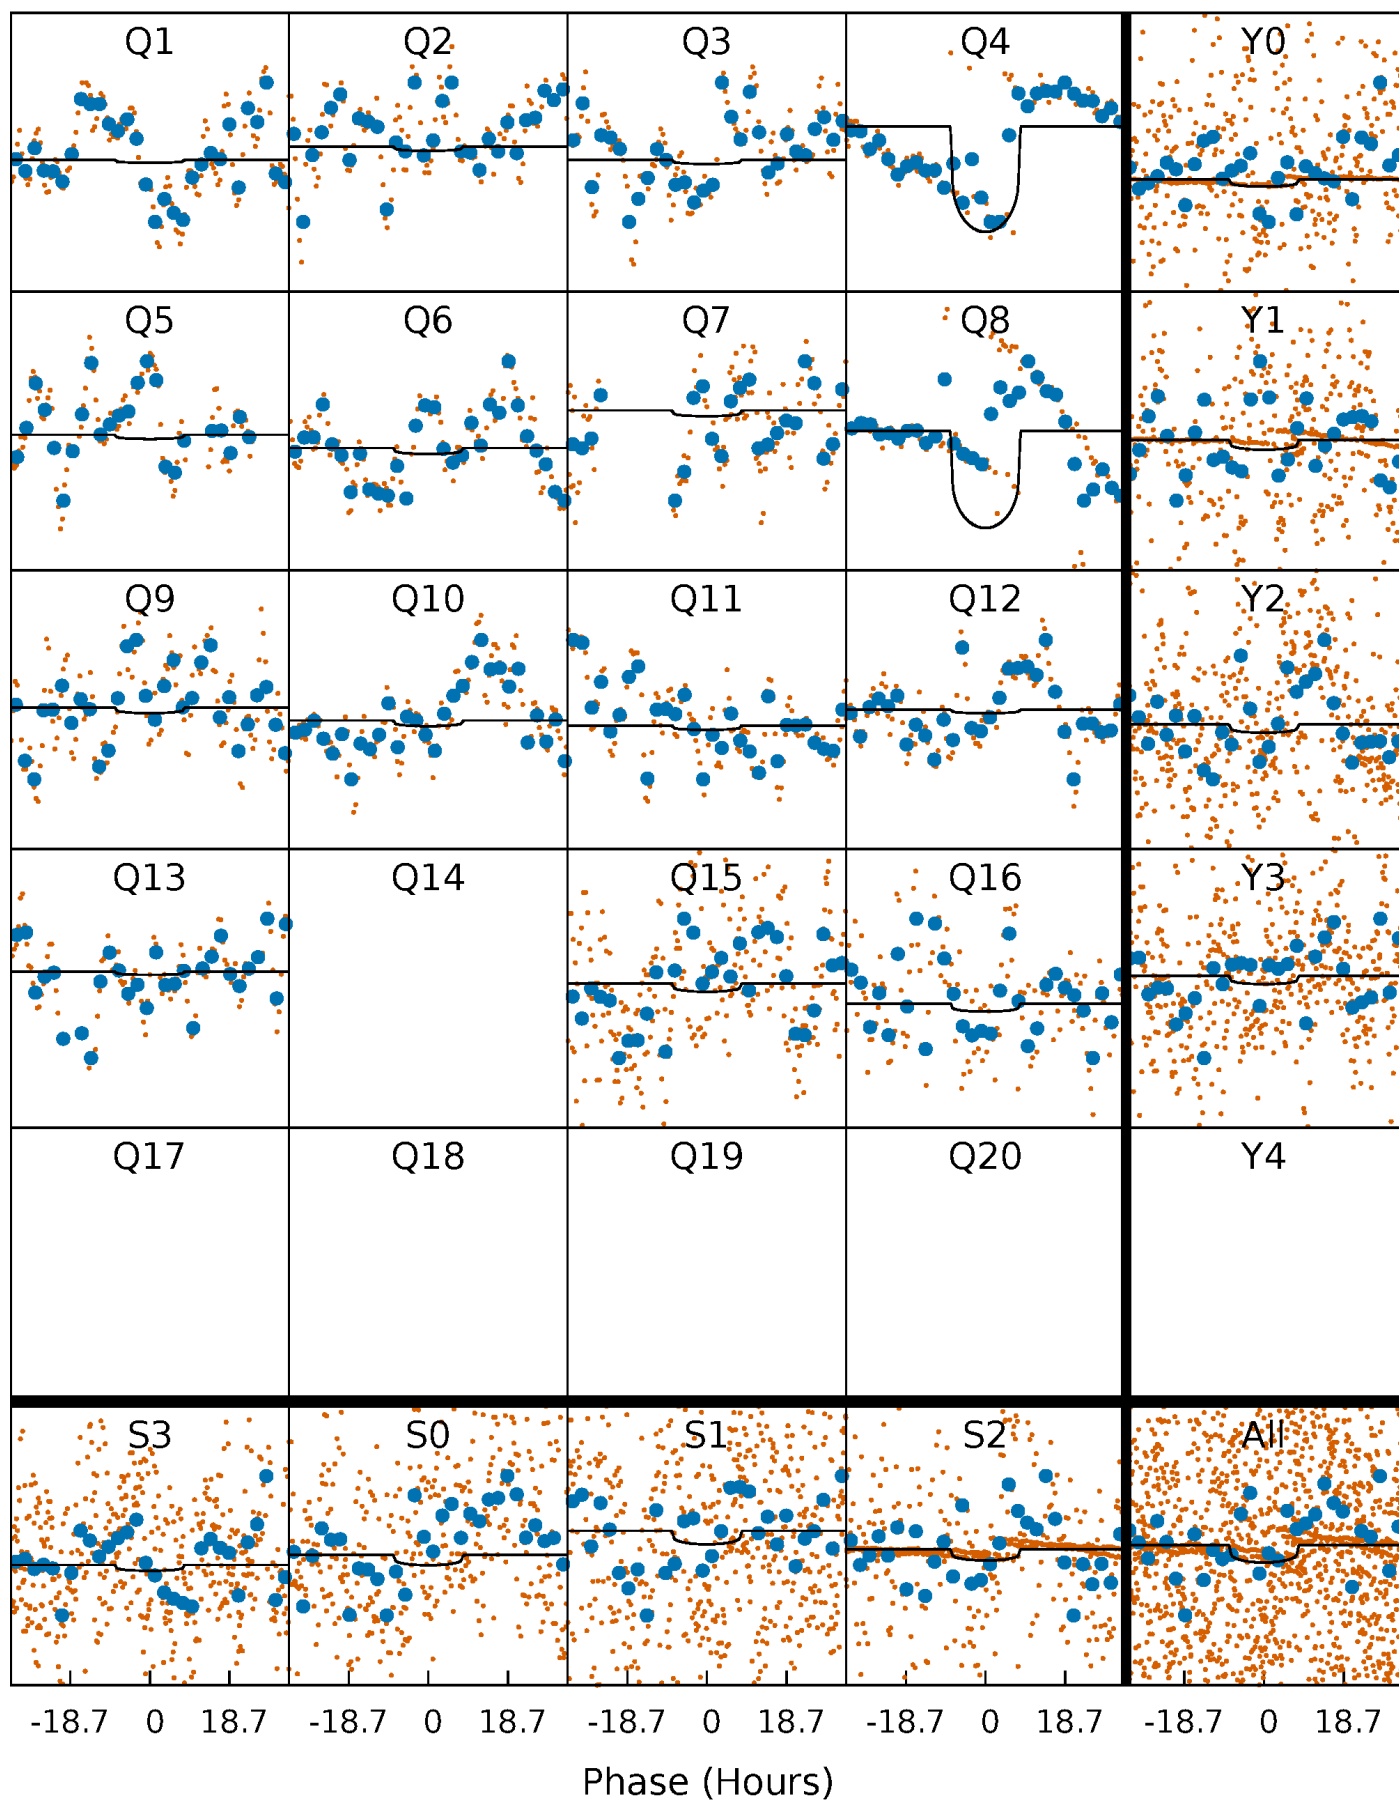 Q1 Q2 Q3 Q4 Y0
Q5 Q6 Q7 Q8 Y1
Q9 Q10 Q11 Q12 Y2
Q13 Q14 Q15 Q16 Y3
Q17 Q18 Q19 Q20 Y4
S3 S0 S1 S2 All
-18.7 0 18.7 -18.7 0 18.7 -18.7 0 18.7 -18.7 0 18.7 -18.7 0 18.7
Phase (Hours)